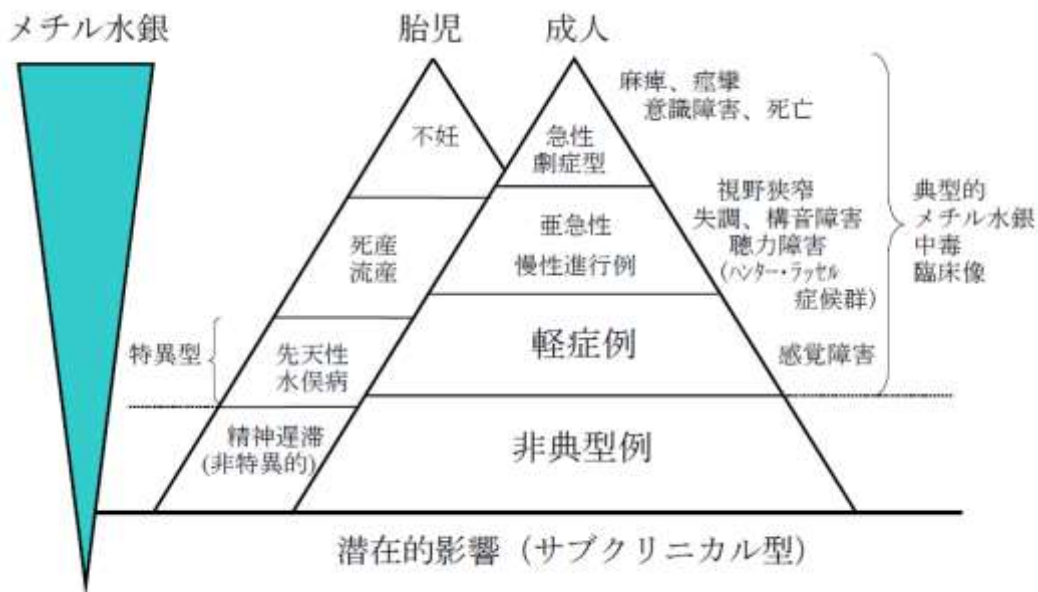 メチル水銀
胎児
成人
麻痺、痙攣
意識障害、死亡
不妊
急性
劇症型
視野狭窄
失調、構音障害
聴力障害
(ハンター・ラッセル
症候群)
典型的
メチル水銀
中毒
臨床像
死産
流産
亜急性
慢性進行例
特異型
先天性
水俣病
軽症例
感覚障害
精神遅滞
(非特異的)
非典型例
潜在的影響(サブクリニカル型)